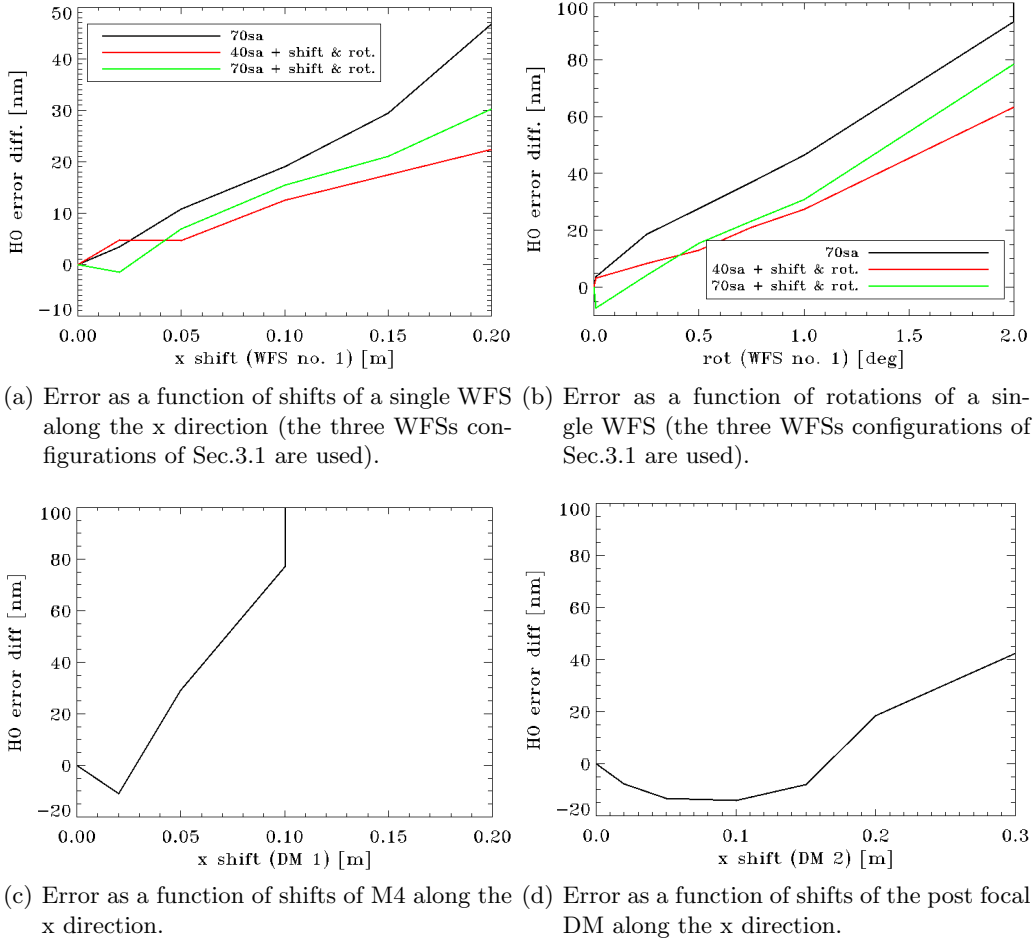 50
40
30
20
10
0
−10
HO error diff. [nm]
70sa
40sa + shift & rot.
70sa + shift & rot.
0.00 0.05 0.10 0.15 0.20
x shift (WFS no. 1) [m]
100
80
60
40
20
0
HO error diff. [nm]
70sa
40sa + shift & rot.
70sa + shift & rot.
0.0 0.5 1.0 1.5 2.0
rot (WFS no. 1) [deg]
(a) Error as a function of shifts of a single WFS
along the x direction (the three WFSs con-
figurations of Sec.3.1 are used).
(b) Error as a function of rotations of a sin-
gle WFS (the three WFSs configurations of
Sec.3.1 are used).
100
80
60
40
20
0
−20
HO error diff [nm]
0.00 0.05 0.10 0.15 0.20
x shift (DM 1) [m]
100
80
60
40
20
0
−20
HO error diff [nm]
0.0 0.1 0.2 0.3
x shift (DM 2) [m]
(c) Error as a function of shifts of M4 along the
x direction.
(d) Error as a function of shifts of the post focal
DM along the x direction.